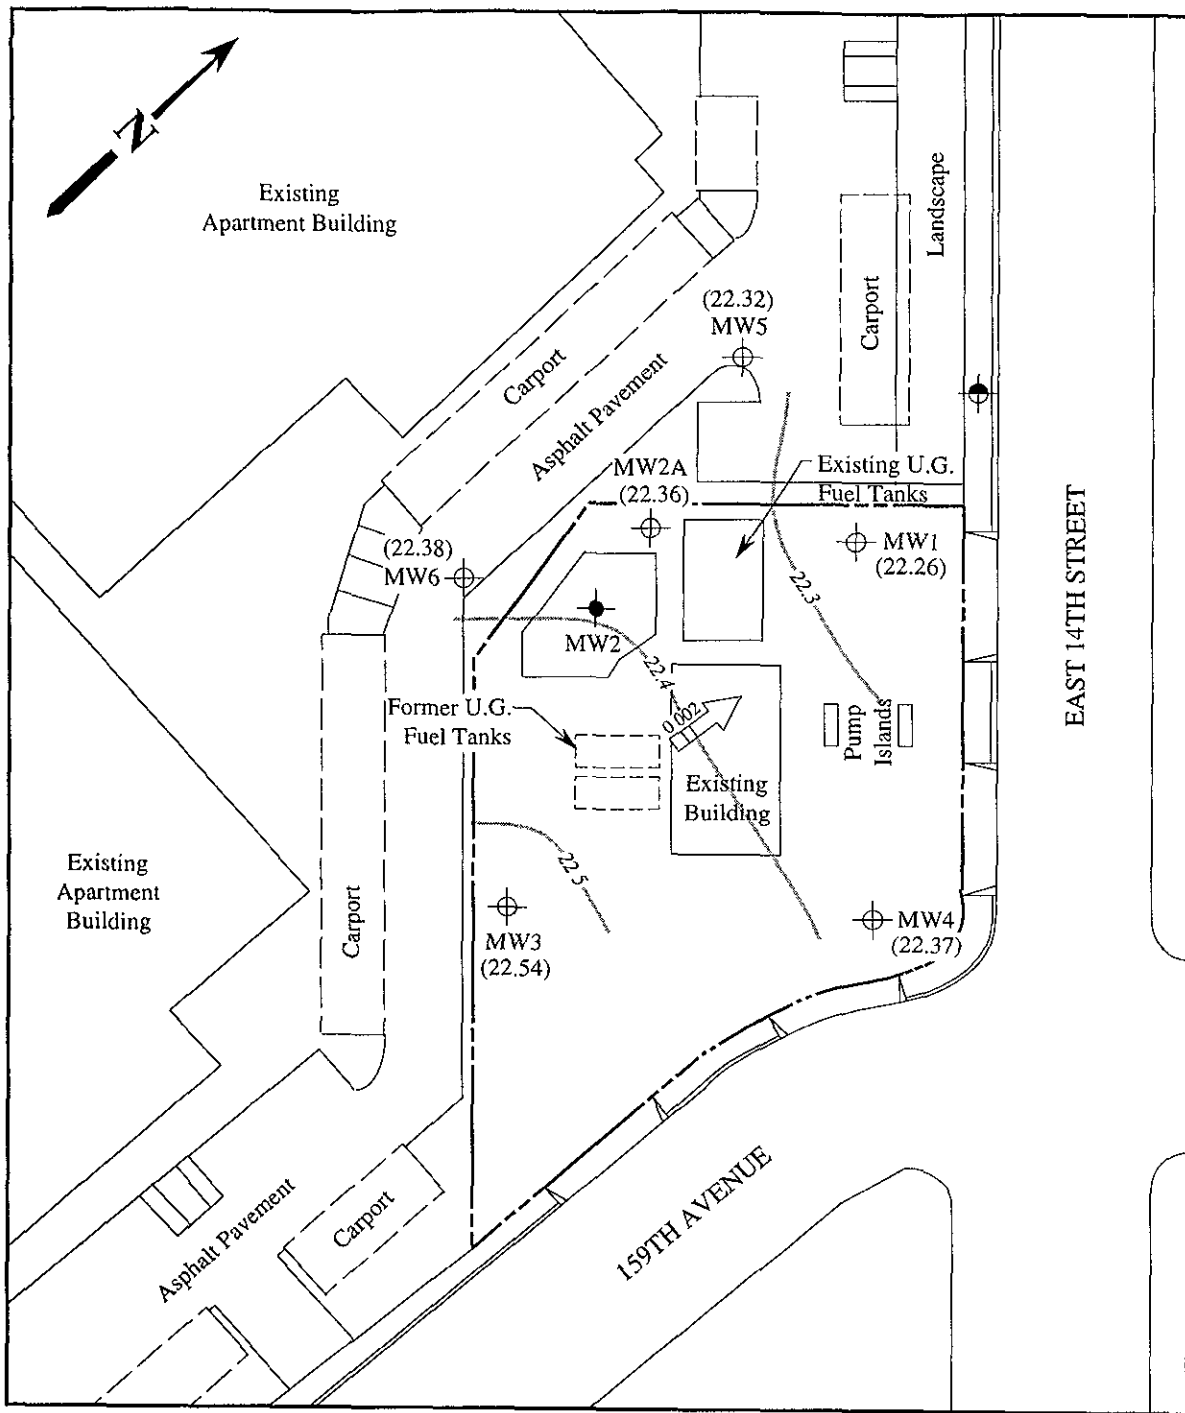 N
Existing
Apartment Building
Landscape
Carport
(22.32)
MW5
Carport
Asphalt Pavement
MW2A
(22.36)
Existing U.G.
Fuel Tanks
(22.38)
MW6
MW1
(22.26)
22.3
EAST 14TH STREET
MW2
22.4
Former U.G.
Fuel Tanks
0.002
Pump
Islands
Existing
Building
Existing
Apartment
Building
Carport
22.5
MW3
(22.54)
MW4
(22.37)
159TH AVENUE
Asphalt Pavement
Carport